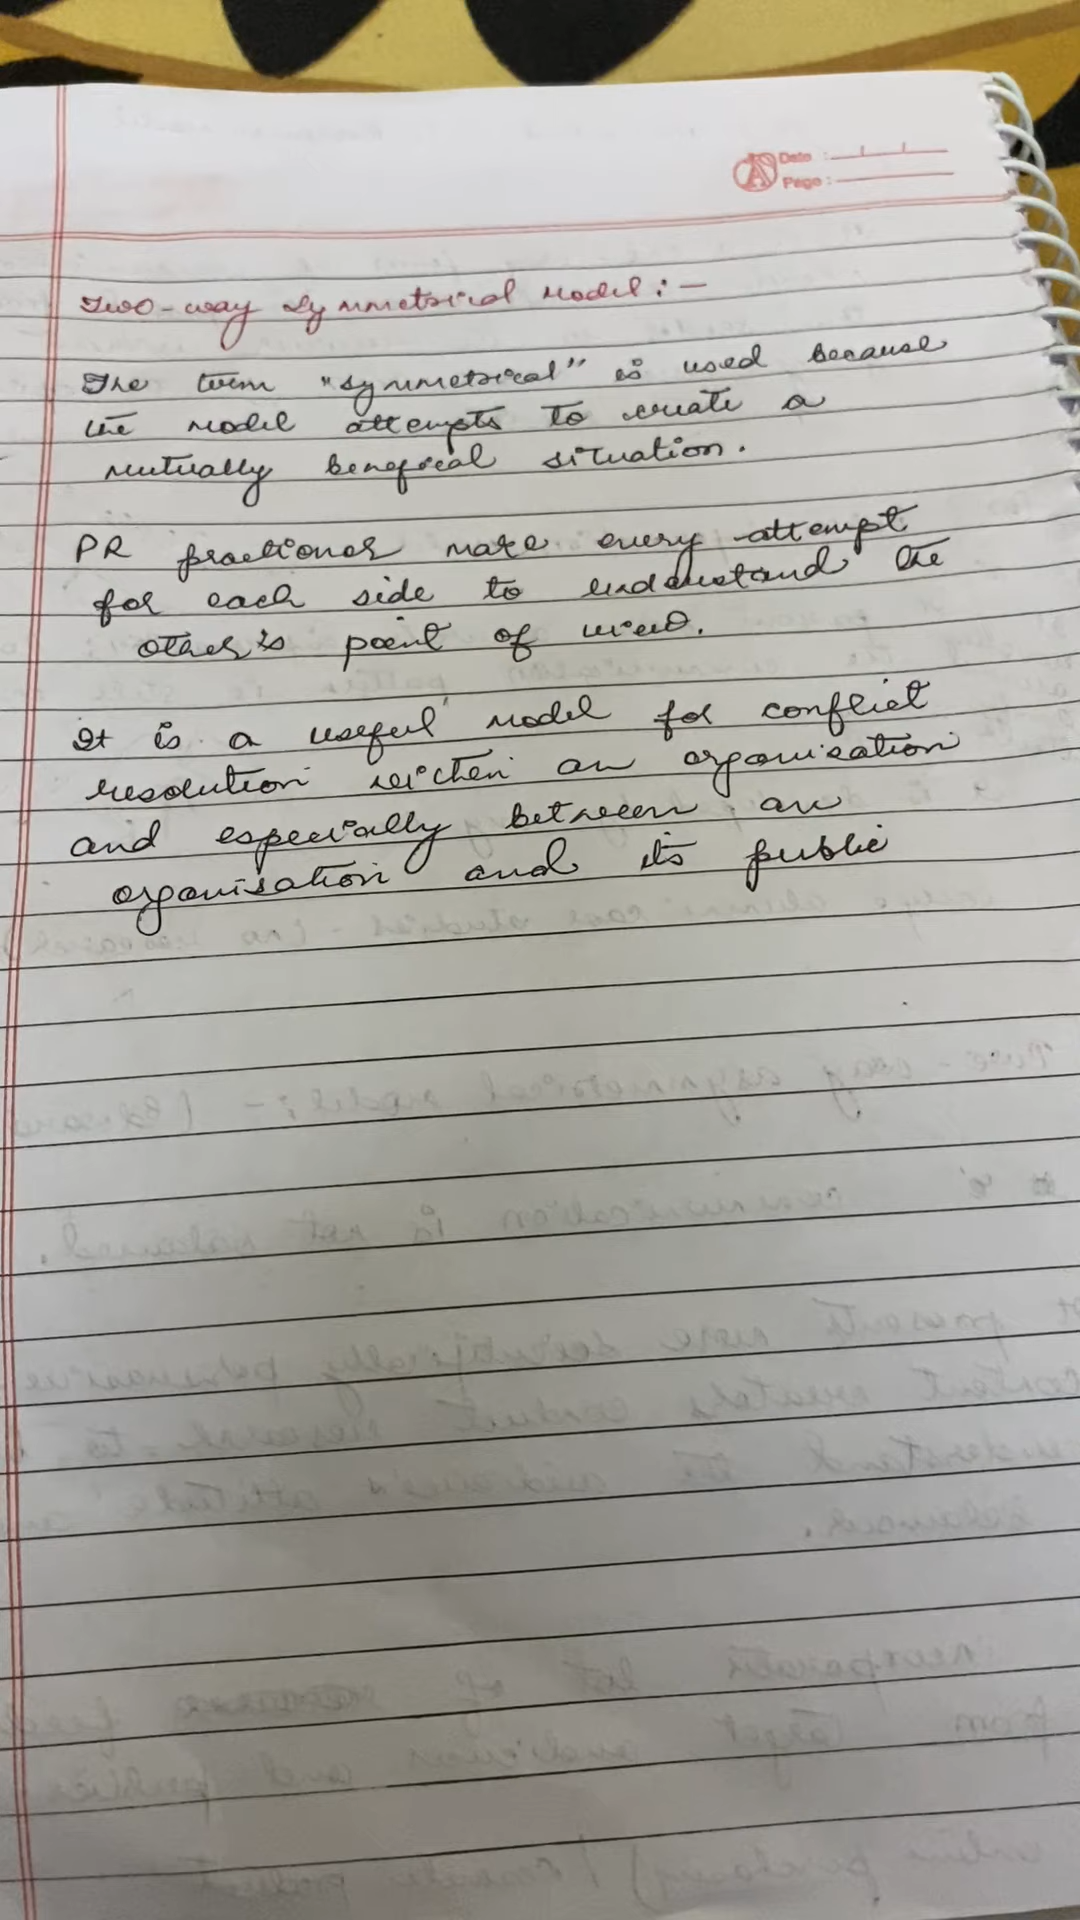 Date :
Page :
Two-way Symmetrical Model :-
The term "symmetrical" is used because
the model attempts to create a
mutually benefical situation.
PR practionar make every attempt
for each side to understand the
other's point of view.
It is a useful model for conflict
resolution within an organisation
and especially between an
organisation and its public